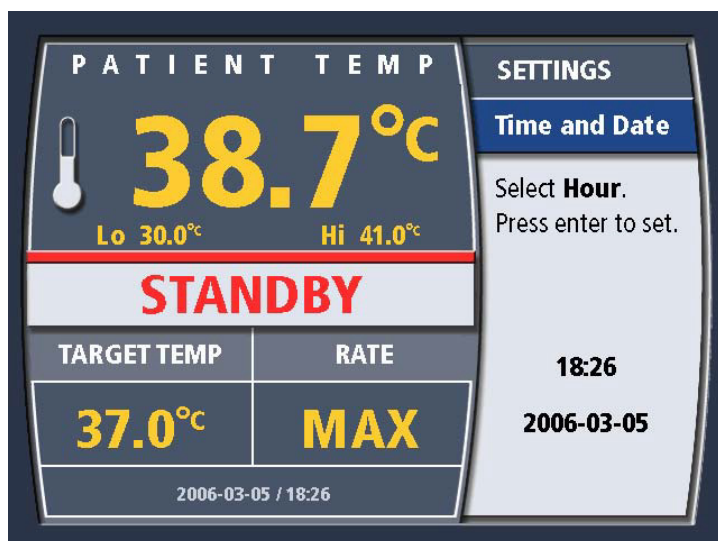 PATIENT TEMP
38.7°C
Lo 30.0°C Hi 41.0°C
STANDBY
TARGET TEMP RATE
37.0°C MAX
2006-03-05 / 18:26
SETTINGS
Time and Date
Select Hour.
Press enter to set.
18:26
2006-03-05